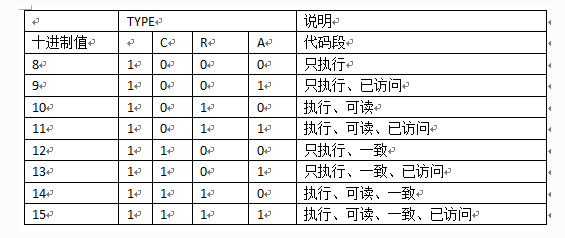 TYPE 说明
十进制值 C R A 代码段
8 1 0 0 0 只执行
9 1 0 0 1 只执行、已访问
10 1 0 1 0 执行、可读
11 1 0 1 1 执行、可读、已访问
12 1 1 0 0 只执行、一致
13 1 1 0 1 只执行、一致、已访问
14 1 1 1 0 执行、可读、一致
15 1 1 1 1 执行、可读、一致、已访问